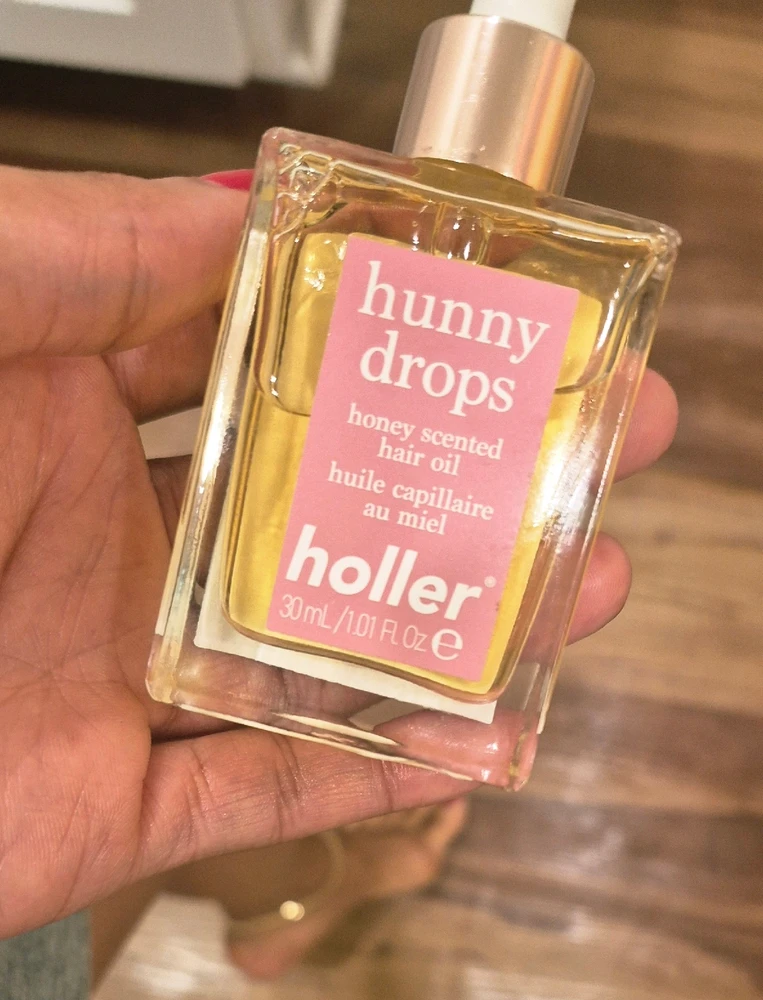 hunny
drops
honey scented
hair oil
huile capillaire
au miel
holler®
30 mL /1.01 Fl. Oz ℮